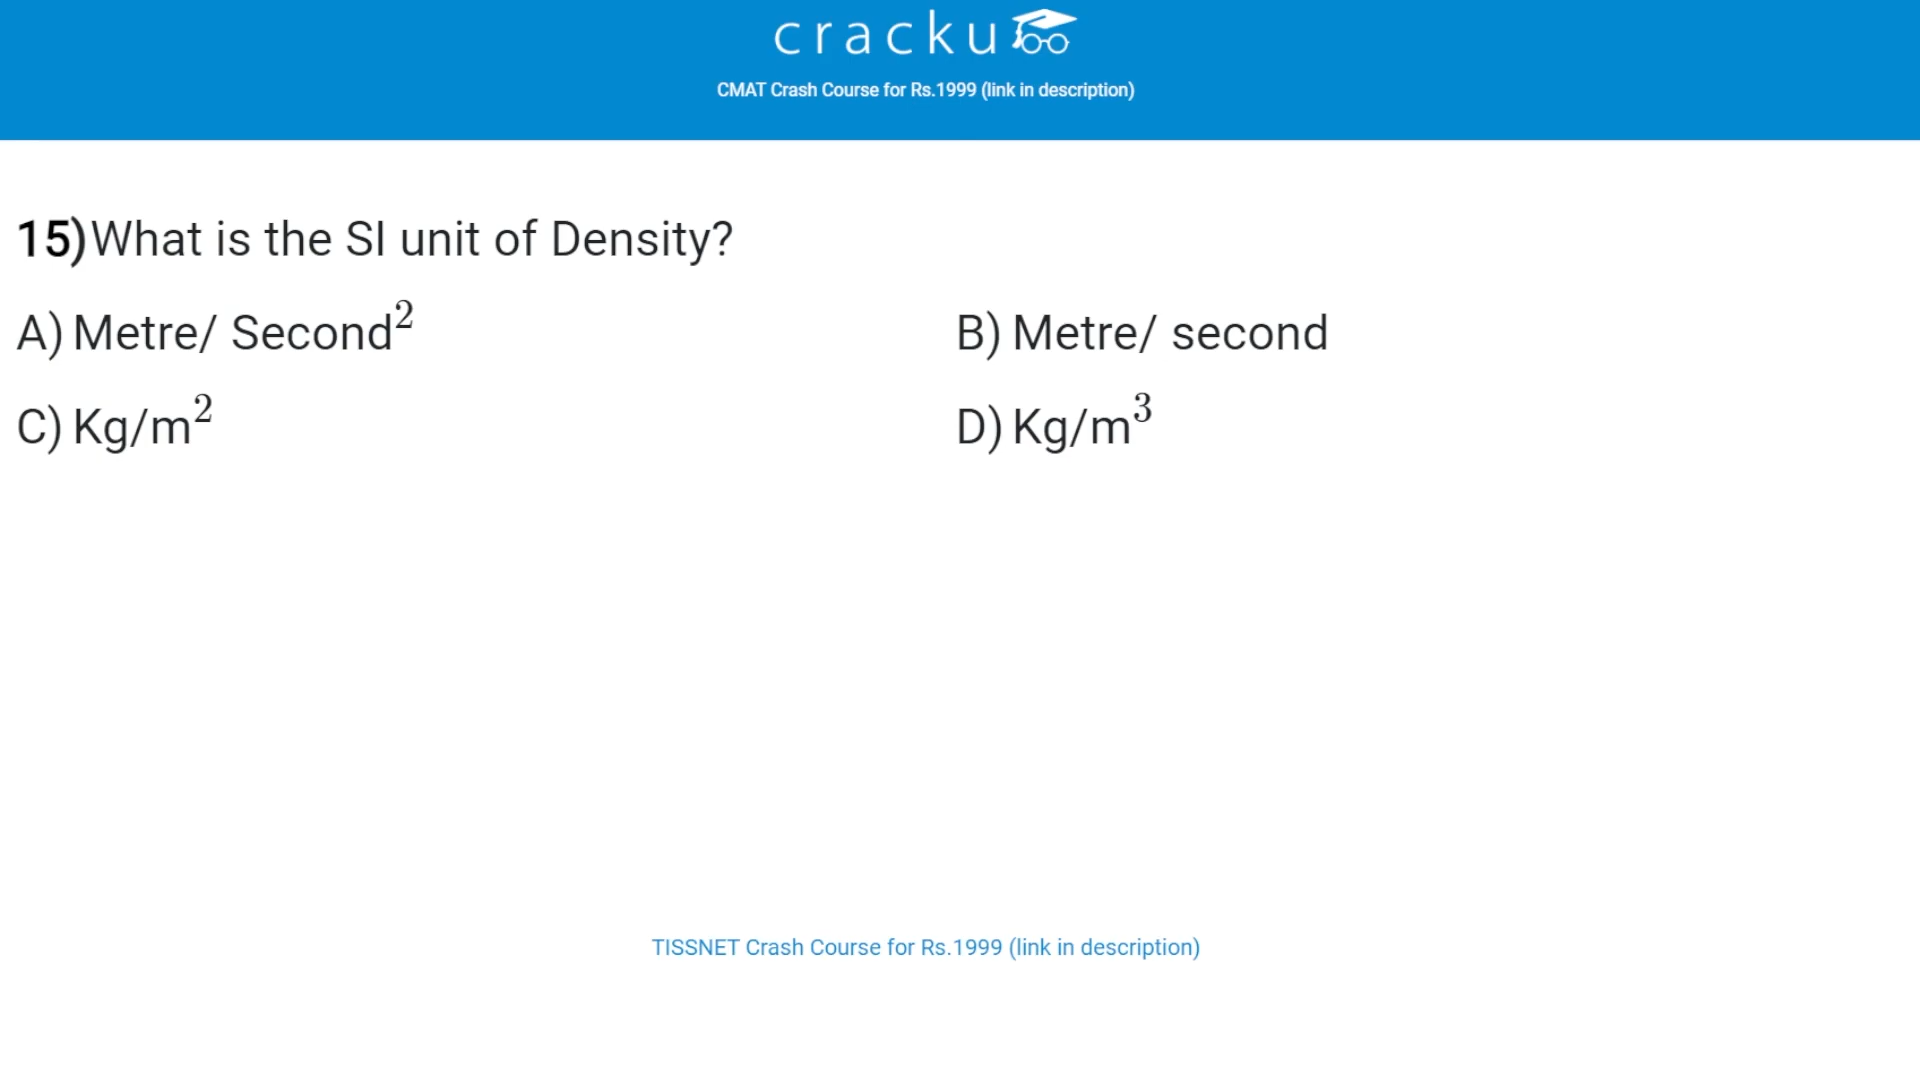 cracku
CMAT Crash Course for Rs.1999 (link in description)
15)What is the SI unit of Density?
A) Metre/ Second²
B) Metre/ second
C) Kg/m²
D) Kg/m³
TISSNET Crash Course for Rs.1999 (link in description)